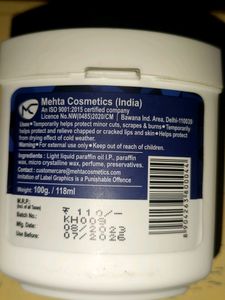 MC
Mehta Cosmetics (India)
An ISO 9001:2015 certified company
Licence No.NW(0485)2020/CM | Bawana Ind. Area, Delhi-110039
Uses • Temporarily helps protect minor cuts, scrapes & burns • Temporarily
helps protect and relieve chapped or cracked lips and skin • Helps protect
from drying effect of cold weather.
Warning • For external use only • Keep out of reach of children.
Ingredients : Light liquid paraffin oil I.P., paraffin
wax, micro crystalline wax, perfume, preservatives.
Contact : customercare@mehtacosmetics.com
Imitation of Label Graphics is a Punishable Offence
Weight: 100g. / 118ml
M.R.P.:
(Incl. of all Taxes)
₹ 110/-
Batch No.:
KH009
Mfg. Date
08/2023
Use Before